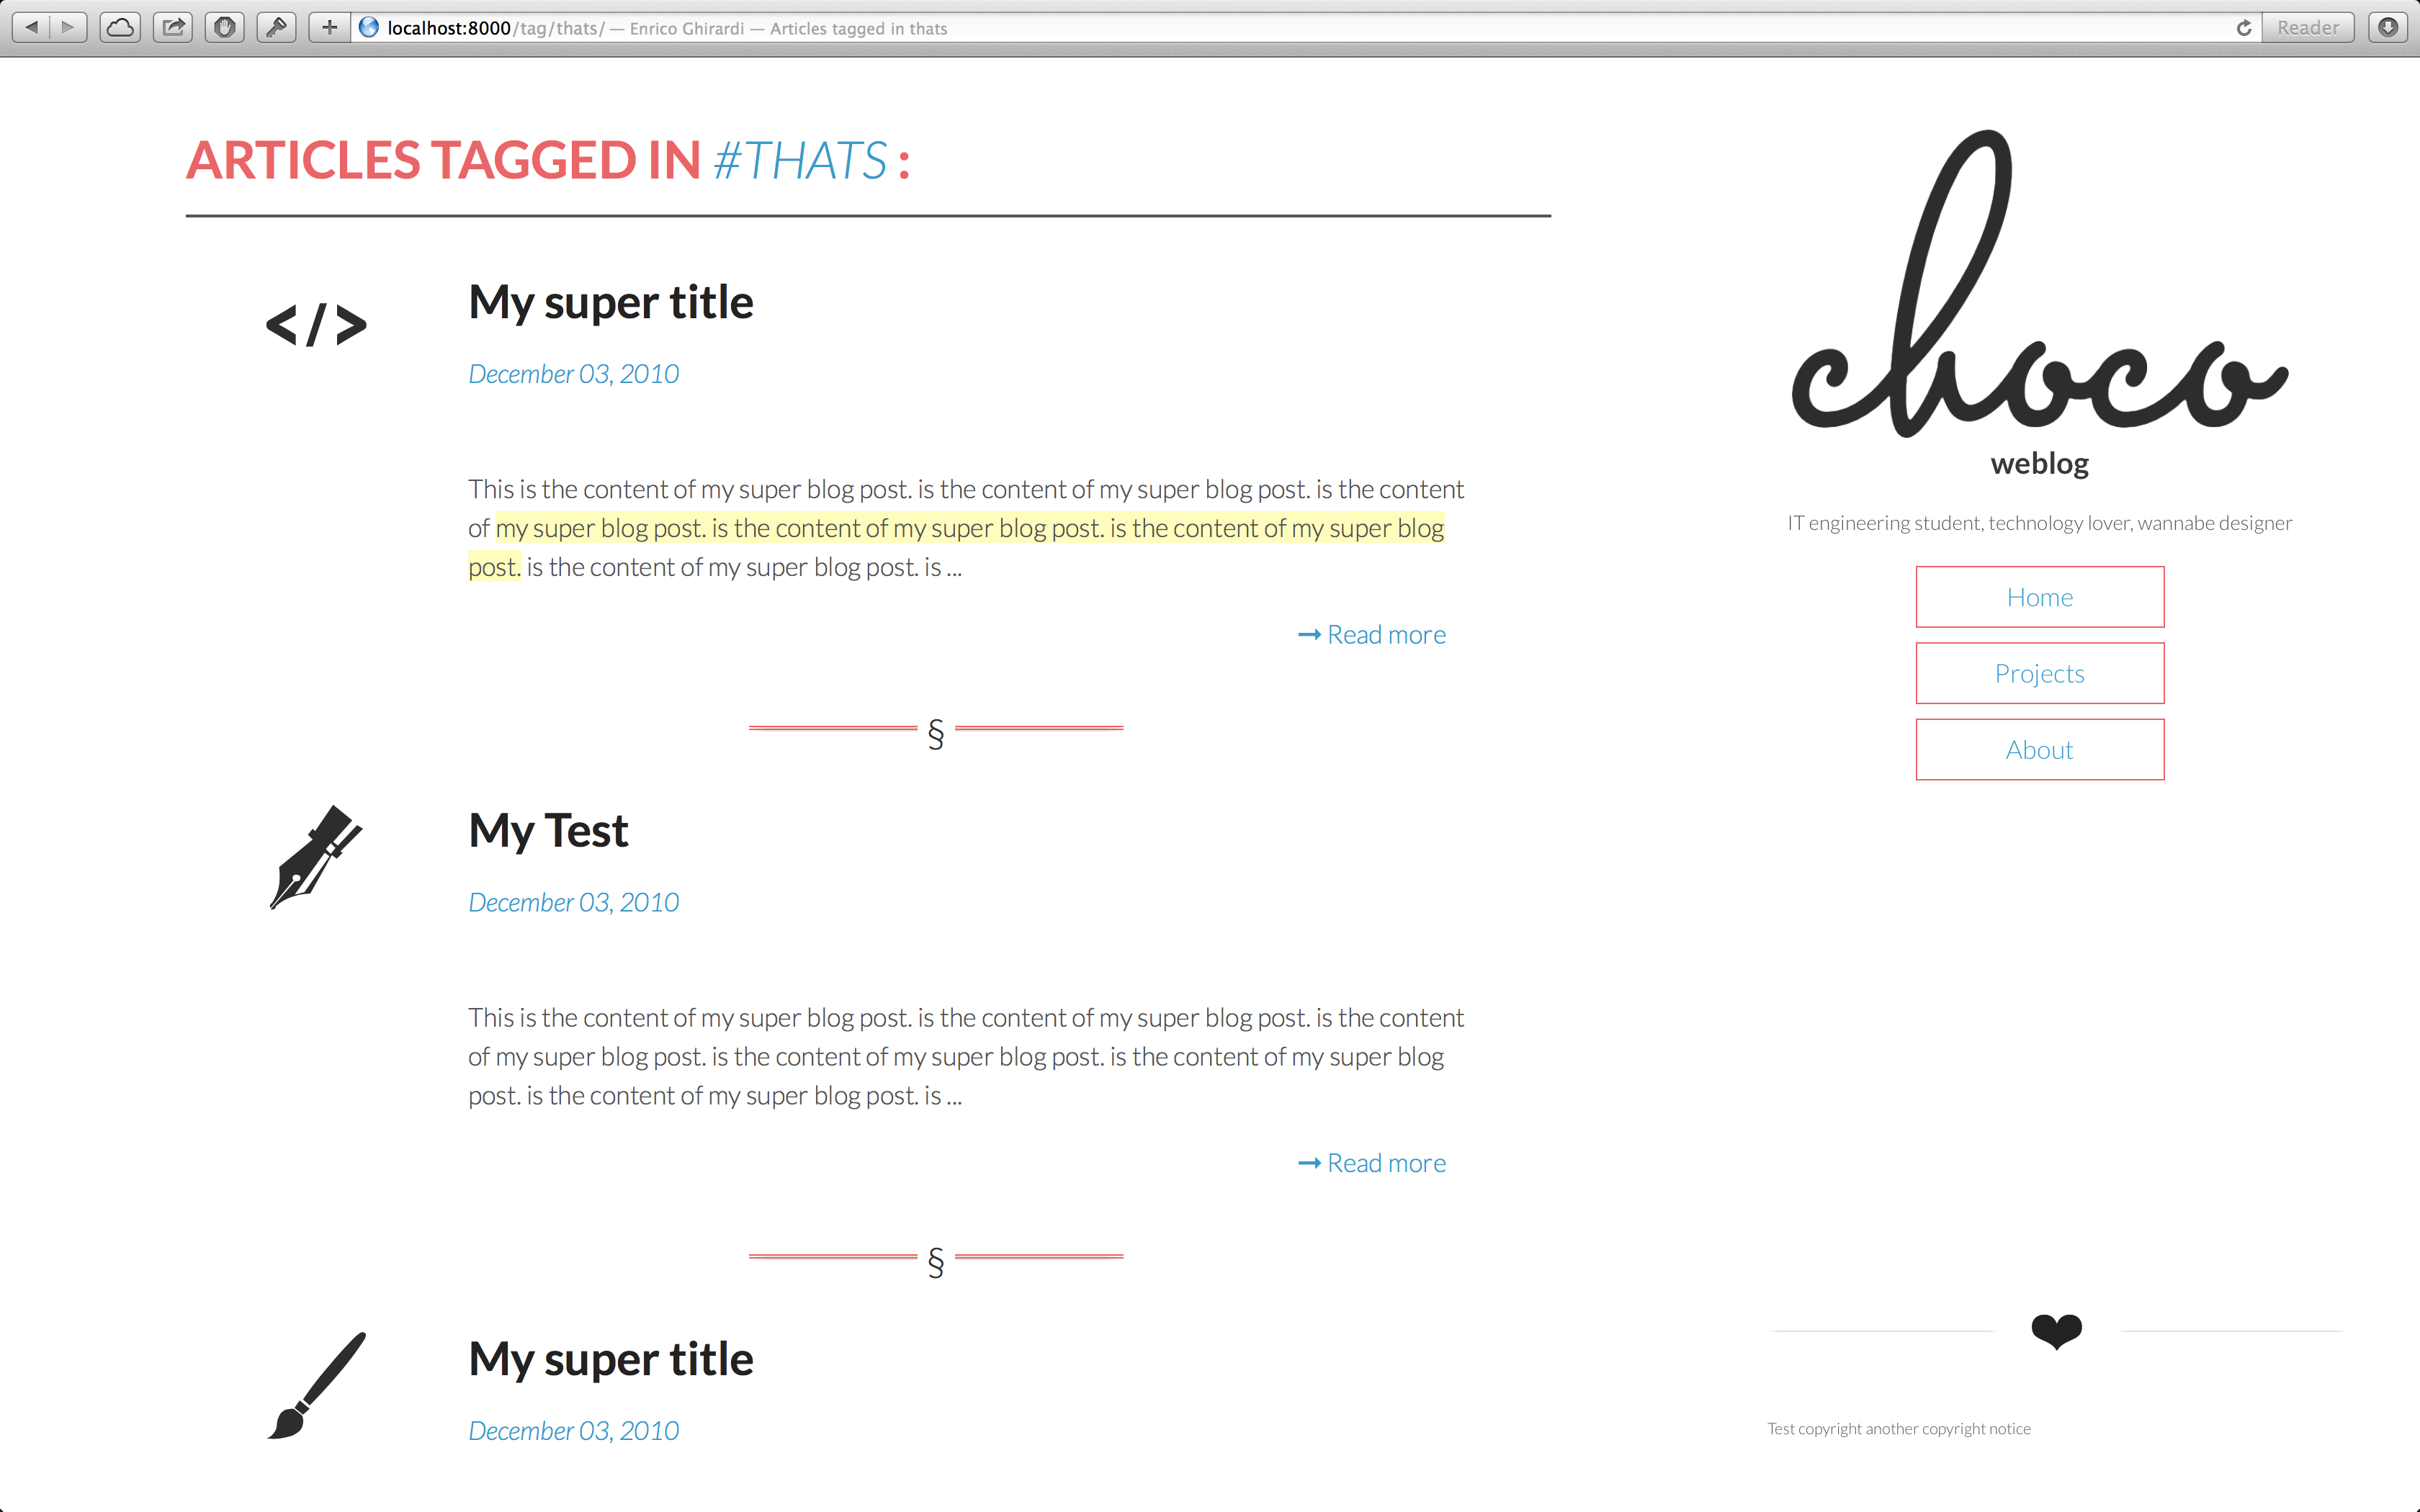 localhost:8000/tag/thats/ — Enrico Ghirardi — Articles tagged in thats
Reader
ARTICLES TAGGED IN #THATS :
My super title
December 03, 2010
This is the content of my super blog post. is the content of my super blog post. is the content
of my super blog post. is the content of my super blog post. is the content of my super blog
post. is the content of my super blog post. is ...
→ Read more
§
My Test
December 03, 2010
This is the content of my super blog post. is the content of my super blog post. is the content
of my super blog post. is the content of my super blog post. is the content of my super blog
post. is the content of my super blog post. is ...
→ Read more
§
My super title
December 03, 2010
choco
weblog
IT engineering student, technology lover, wannabe designer
Home
Projects
About
Test copyright another copyright notice